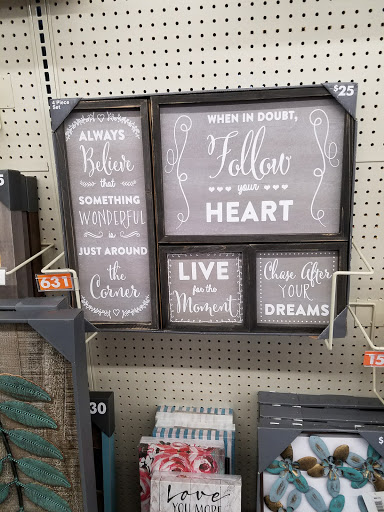 4 Piece
Set
$25
ALWAYS
Believe
that
SOMETHING
WONDERFUL
is
JUST AROUND
the
Corner
WHEN IN DOUBT,
Follow
your
HEART
LIVE
for the
Moment
Chase After
YOUR
DREAMS
631
30
Love
YOU MORE
$